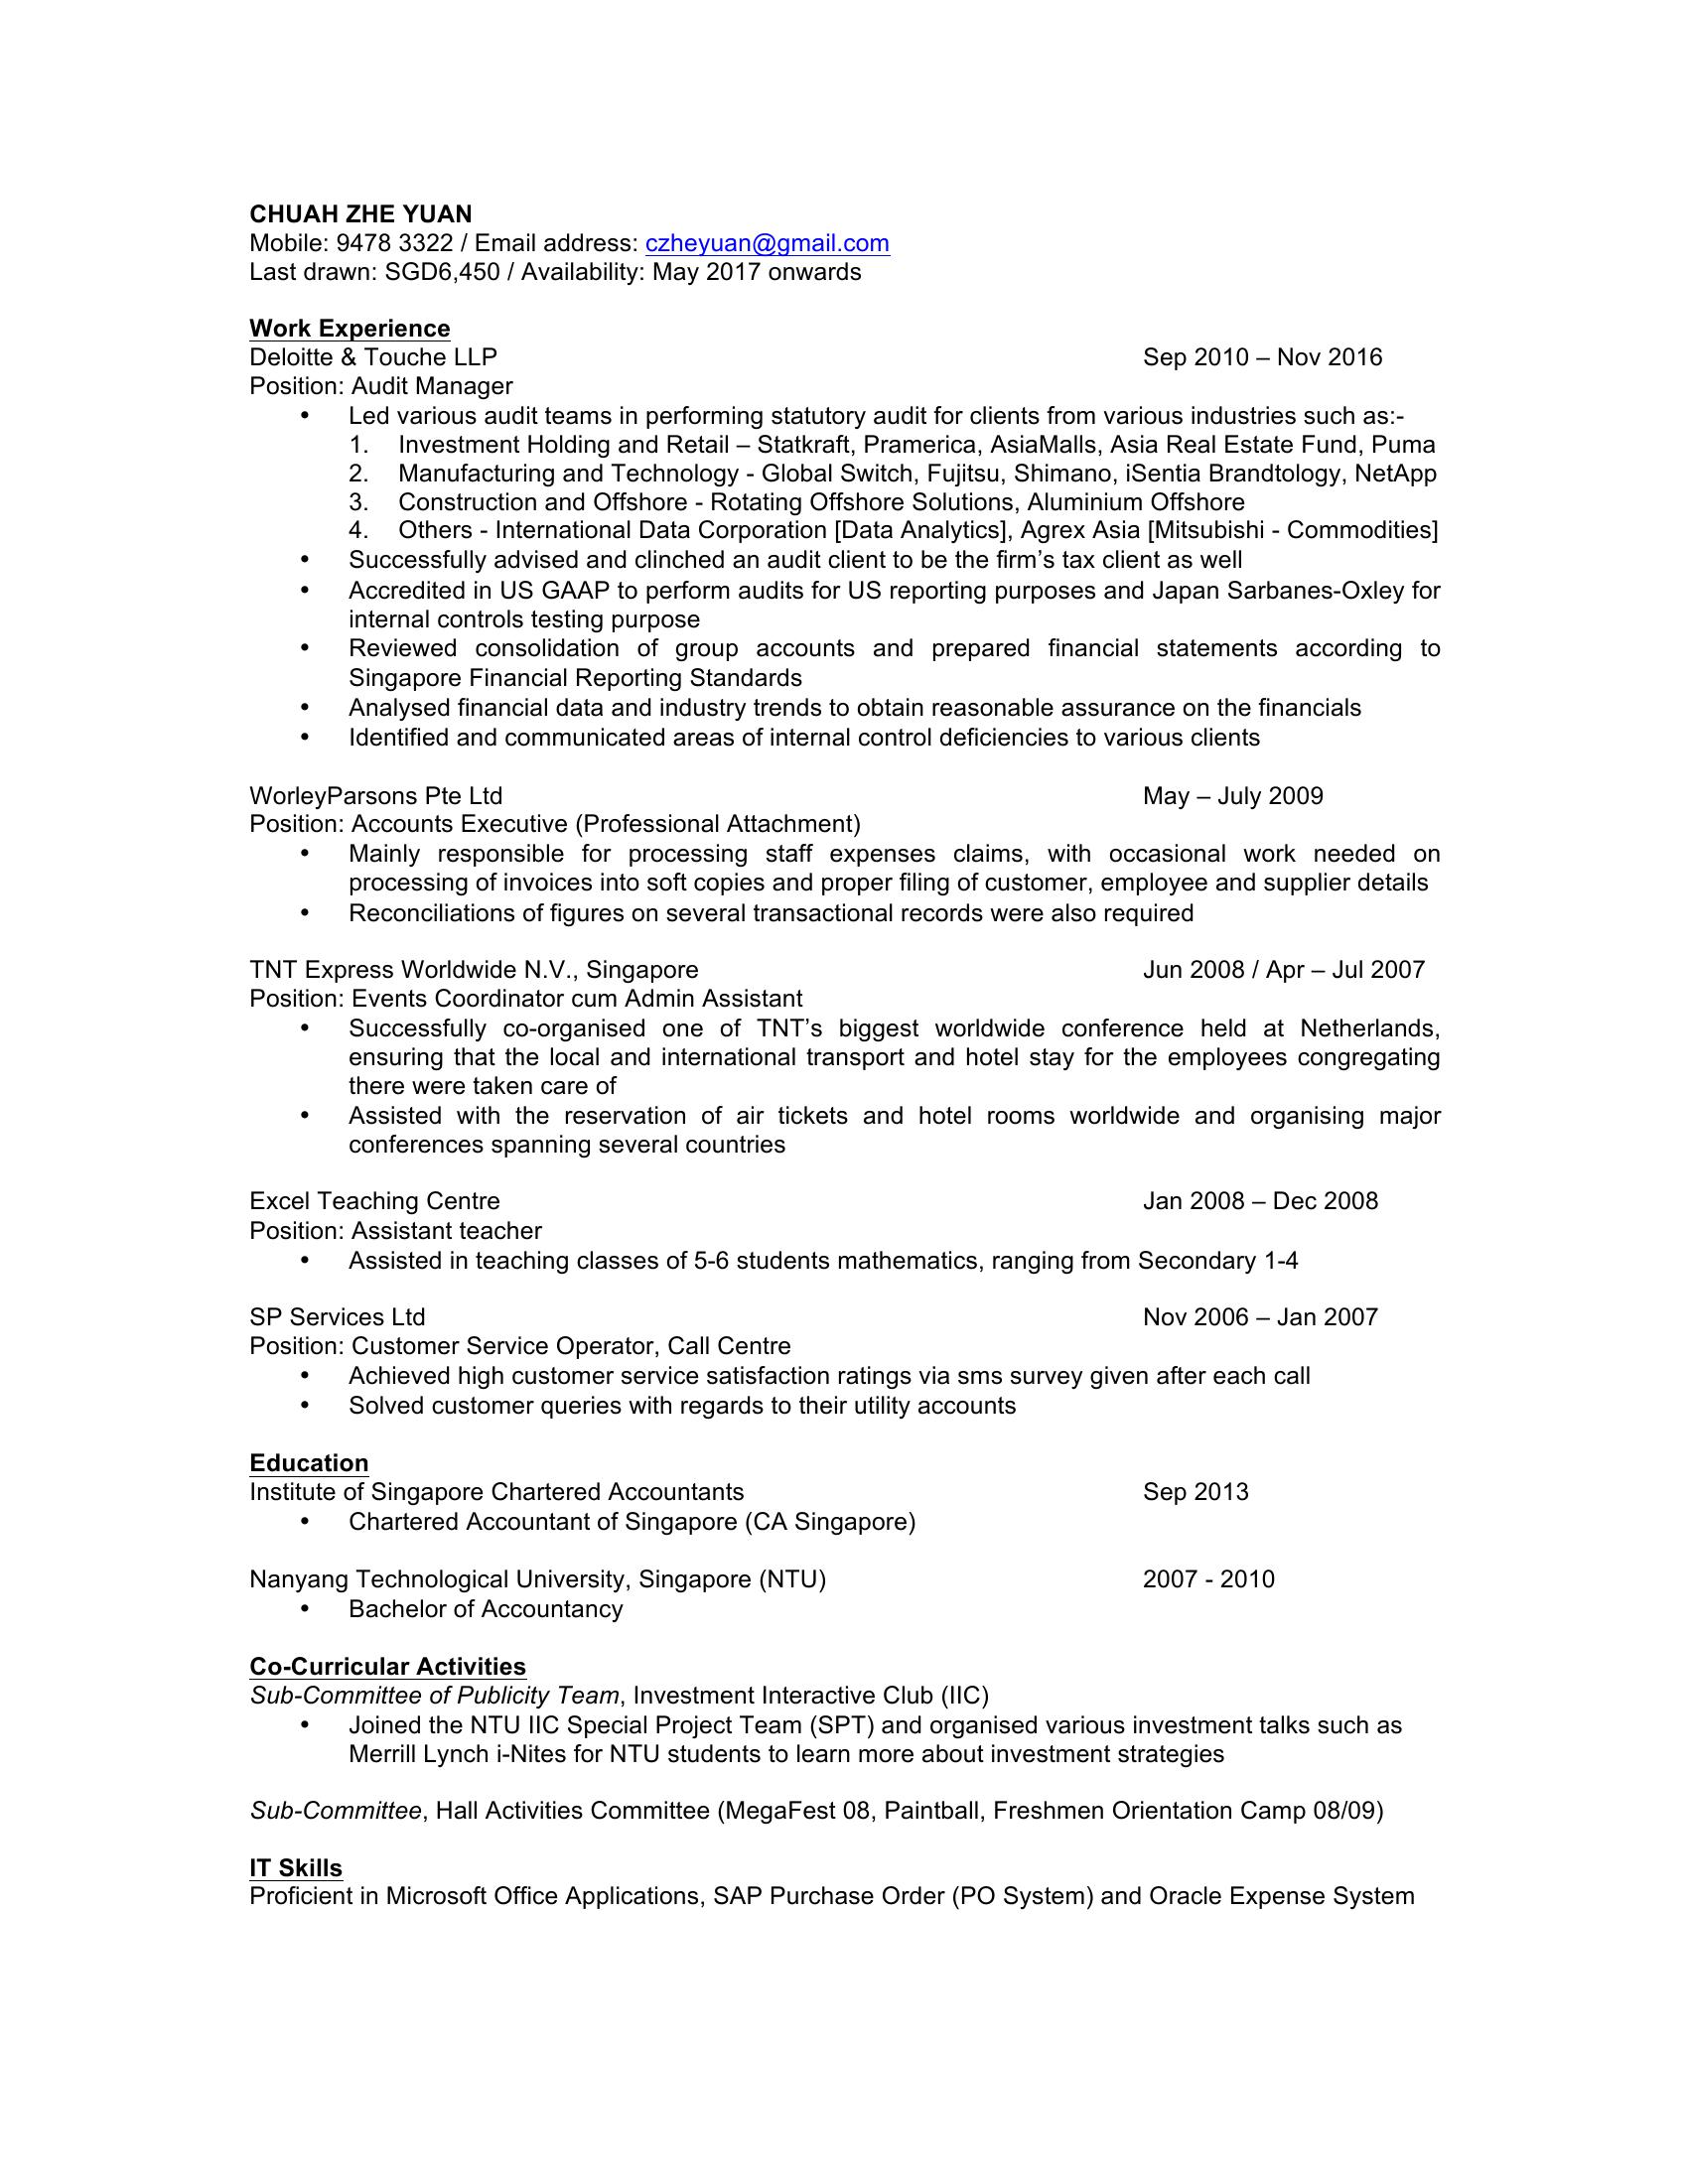 CHUAH ZHE YUAN
Mobile: 9478 3322 / Email address: czheyuan@gmail.com
Last drawn: SGD6,450 / Availability: May 2017 onwards
Work Experience
Deloitte & Touche LLP Sep 2010 – Nov 2016
Position: Audit Manager
• Led various audit teams in performing statutory audit for clients from various industries such as:-
1. Investment Holding and Retail – Statkraft, Pramerica, AsiaMalls, Asia Real Estate Fund, Puma
2. Manufacturing and Technology - Global Switch, Fujitsu, Shimano, iSentia Brandtology, NetApp
3. Construction and Offshore - Rotating Offshore Solutions, Aluminium Offshore
4. Others - International Data Corporation [Data Analytics], Agrex Asia [Mitsubishi - Commodities]
• Successfully advised and clinched an audit client to be the firm’s tax client as well
• Accredited in US GAAP to perform audits for US reporting purposes and Japan Sarbanes-Oxley for
internal controls testing purpose
• Reviewed consolidation of group accounts and prepared financial statements according to
Singapore Financial Reporting Standards
• Analysed financial data and industry trends to obtain reasonable assurance on the financials
• Identified and communicated areas of internal control deficiencies to various clients
WorleyParsons Pte Ltd May – July 2009
Position: Accounts Executive (Professional Attachment)
• Mainly responsible for processing staff expenses claims, with occasional work needed on
processing of invoices into soft copies and proper filing of customer, employee and supplier details
• Reconciliations of figures on several transactional records were also required
TNT Express Worldwide N.V., Singapore Jun 2008 / Apr – Jul 2007
Position: Events Coordinator cum Admin Assistant
• Successfully co-organised one of TNT’s biggest worldwide conference held at Netherlands,
ensuring that the local and international transport and hotel stay for the employees congregating
there were taken care of
• Assisted with the reservation of air tickets and hotel rooms worldwide and organising major
conferences spanning several countries
Excel Teaching Centre Jan 2008 – Dec 2008
Position: Assistant teacher
• Assisted in teaching classes of 5-6 students mathematics, ranging from Secondary 1-4
SP Services Ltd Nov 2006 – Jan 2007
Position: Customer Service Operator, Call Centre
• Achieved high customer service satisfaction ratings via sms survey given after each call
• Solved customer queries with regards to their utility accounts
Education
Institute of Singapore Chartered Accountants Sep 2013
• Chartered Accountant of Singapore (CA Singapore)
Nanyang Technological University, Singapore (NTU) 2007 - 2010
• Bachelor of Accountancy
Co-Curricular Activities
Sub-Committee of Publicity Team, Investment Interactive Club (IIC)
• Joined the NTU IIC Special Project Team (SPT) and organised various investment talks such as
Merrill Lynch i-Nites for NTU students to learn more about investment strategies
Sub-Committee, Hall Activities Committee (MegaFest 08, Paintball, Freshmen Orientation Camp 08/09)
IT Skills
Proficient in Microsoft Office Applications, SAP Purchase Order (PO System) and Oracle Expense System